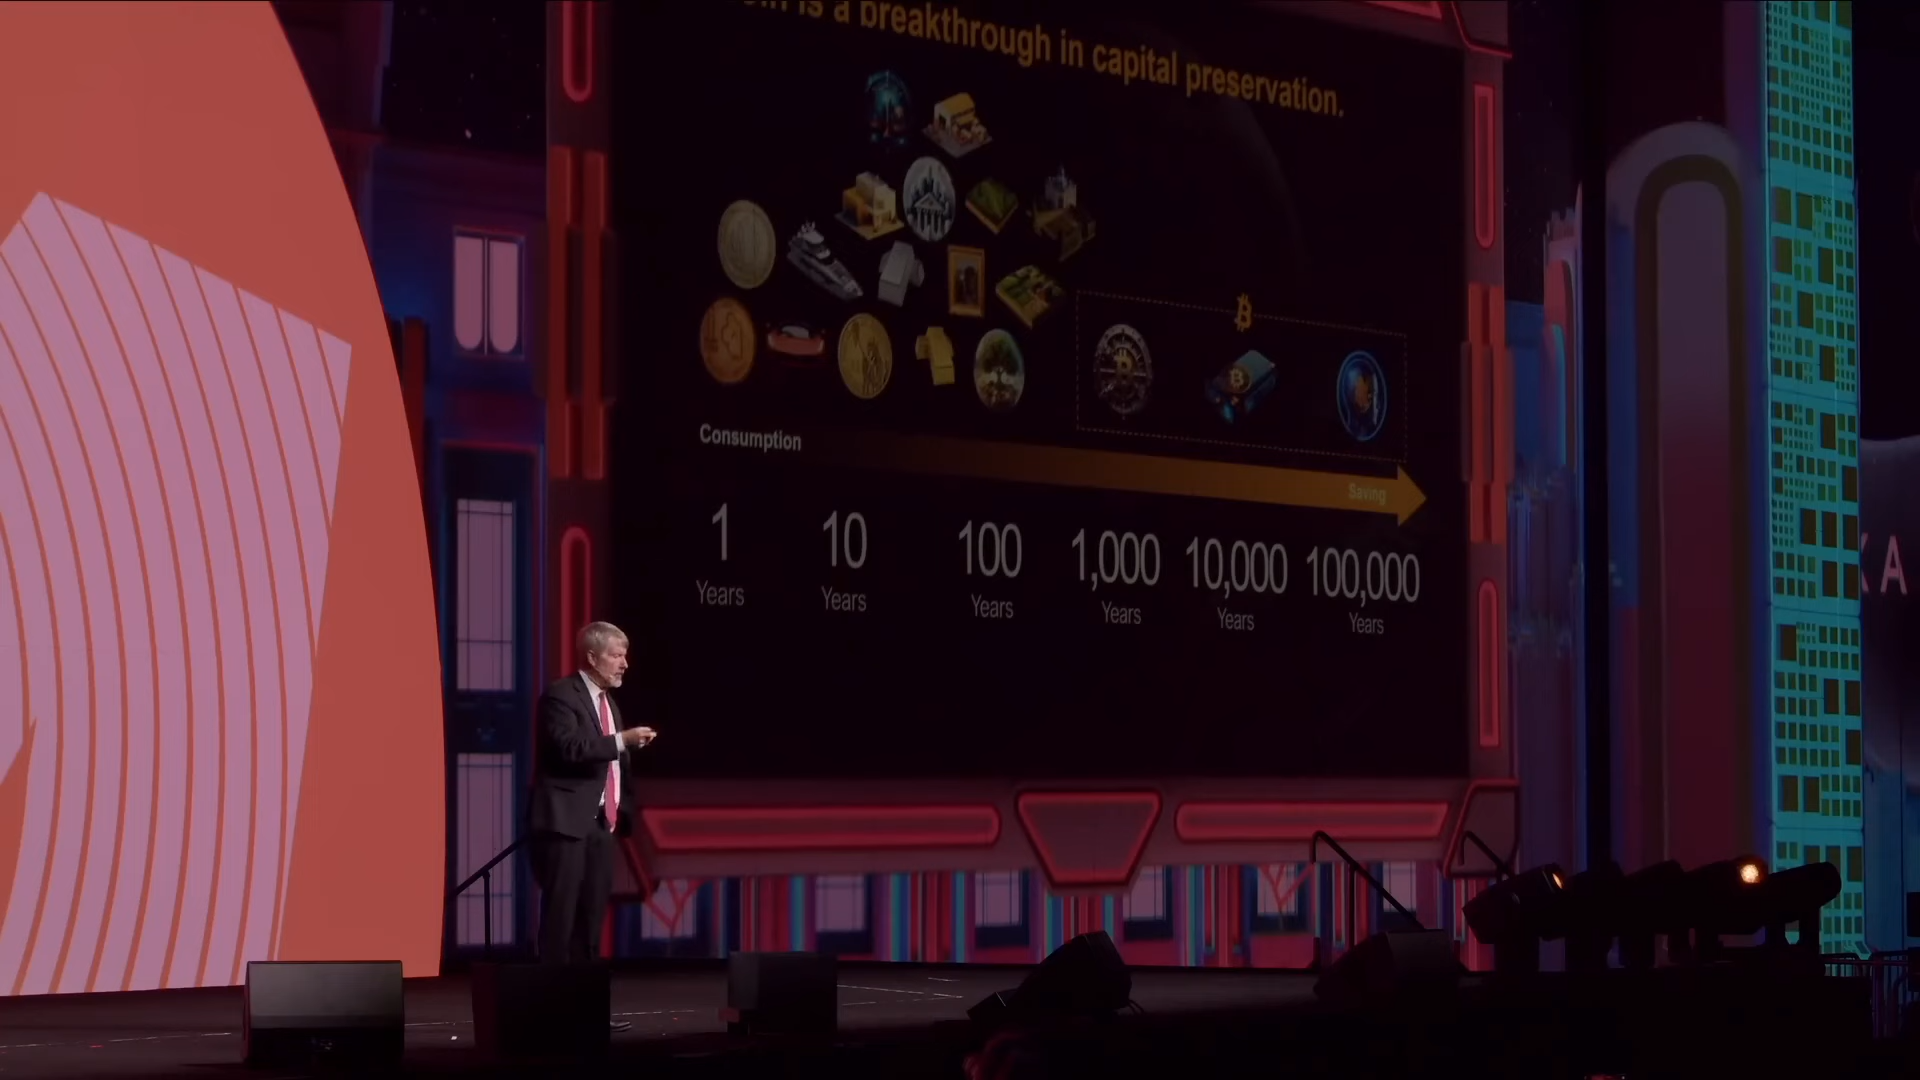 is a breakthrough in capital preservation.
Consumption
Saving
1
10
100
1,000
10,000
100,000
Years
Years
Years
Years
Years
Years
KA